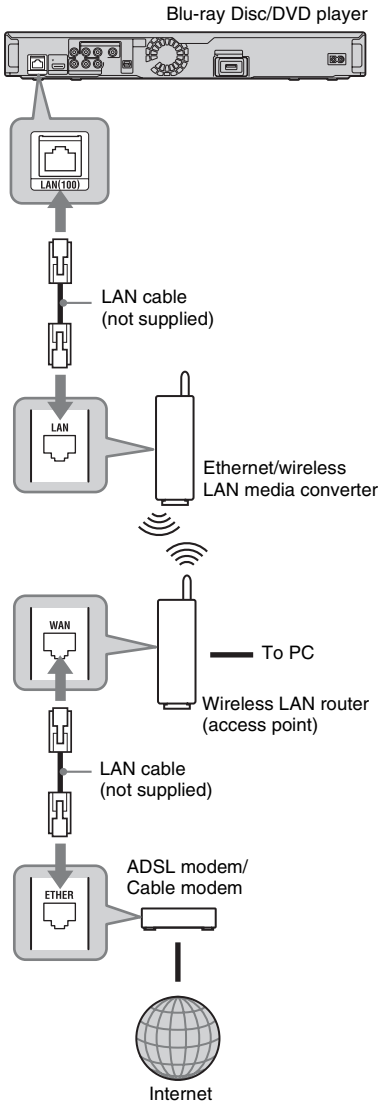 Blu-ray Disc/DVD player
LAN(100)
LAN cable
(not supplied)
LAN
Ethernet/wireless
LAN media converter
WAN
To PC
Wireless LAN router
(access point)
LAN cable
(not supplied)
ADSL modem/
Cable modem
ETHER
Internet